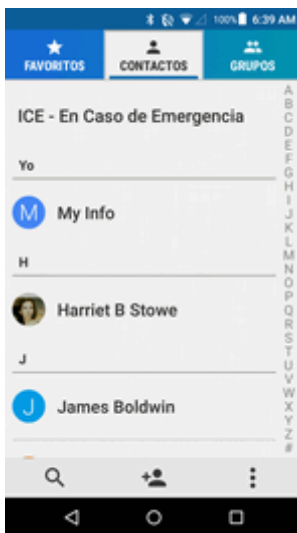 100% 6:39 AM
FAVORITOS CONTACTOS GRUPOS
ICE - En Caso de Emergencia
Yo
M My Info
H
Harriet B Stowe
J
J James Boldwin
A
B
C
D
E
F
G
H
I
J
K
L
M
N
O
P
Q
R
S
T
U
V
W
X
Y
Z
#